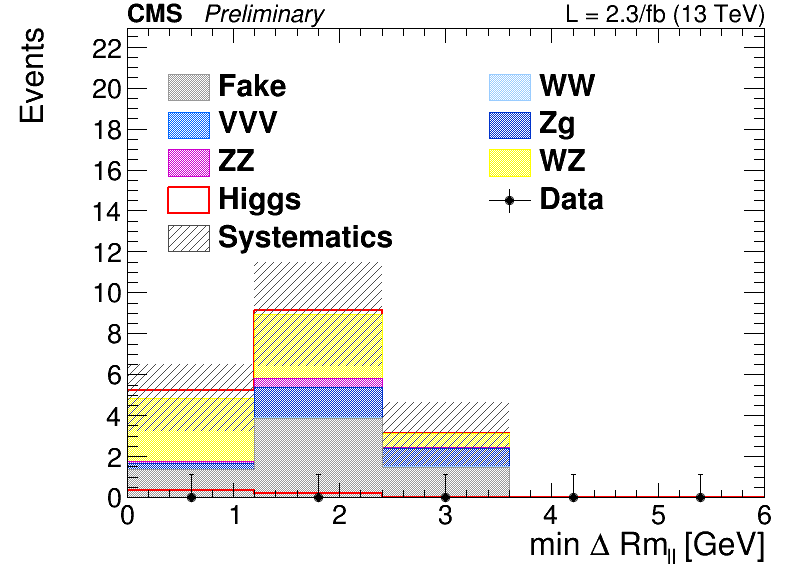 CMS Preliminary L = 2.3/fb (13 TeV)
Events
22
20
18
16
14
12
10
8
6
4
2
0
Fake WW
VVV Zg
ZZ WZ
Higgs Data
Systematics
0 1 2 3 4 5 6
min Δ Rm_ll [GeV]